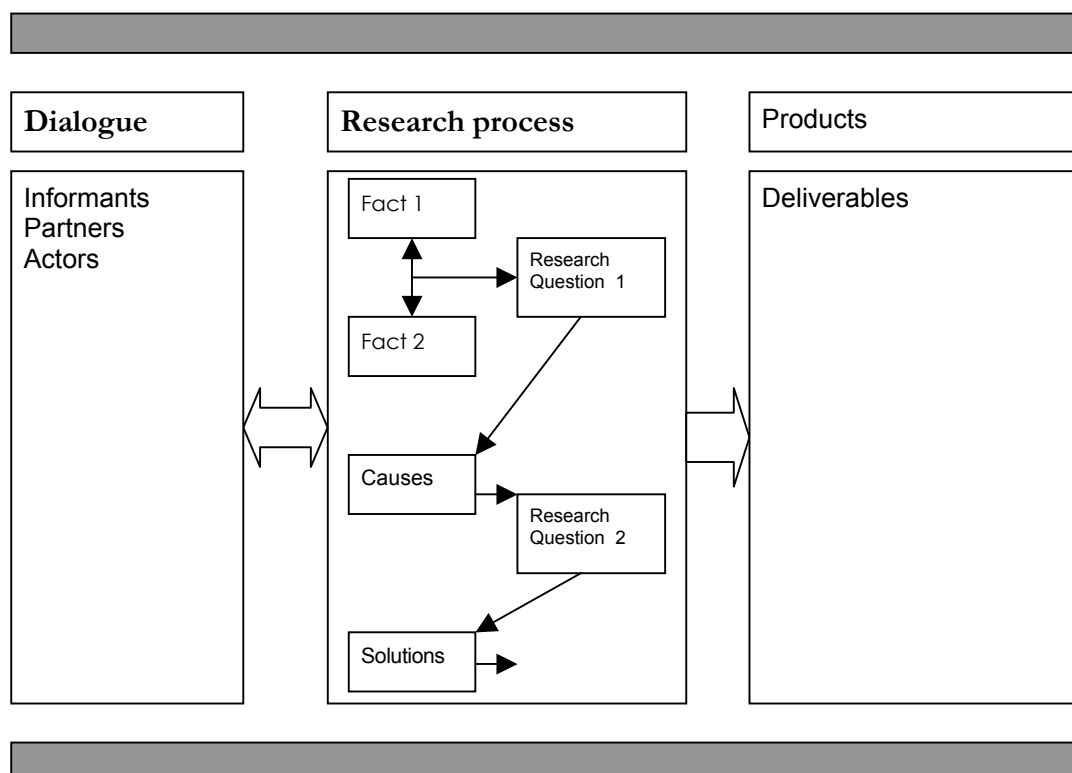 Dialogue
Research process
Products
Informants
Partners
Actors
Fact 1
Research
Question 1
Fact 2
Causes
Research
Question 2
Solutions
Deliverables